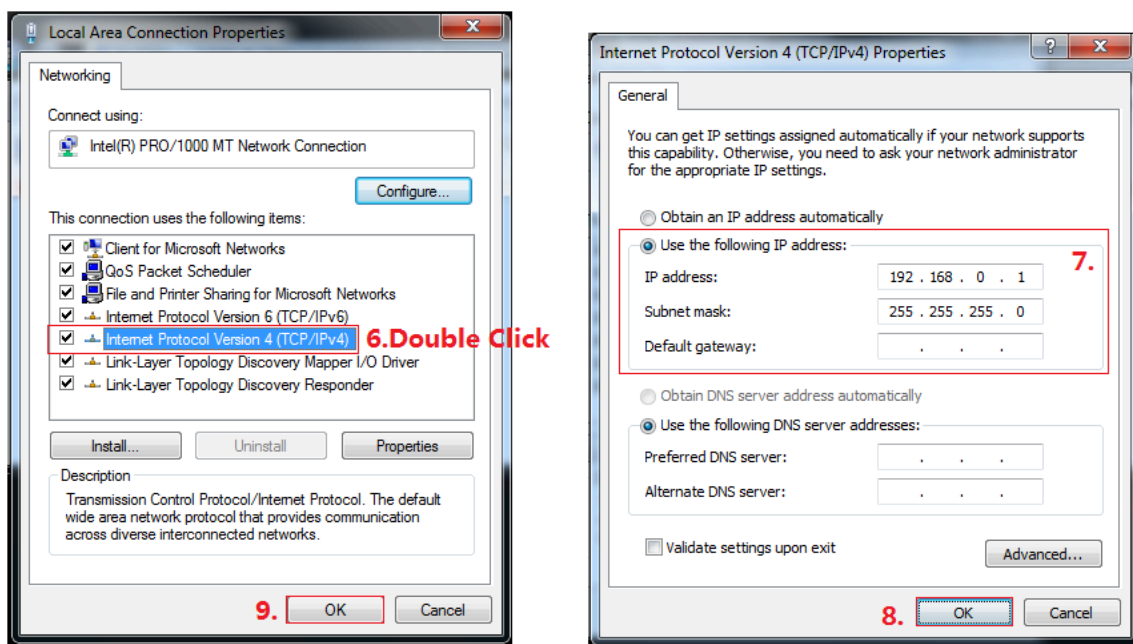 Local Area Connection Properties
Networking
Connect using:
Intel(R) PRO/1000 MT Network Connection
Configure...
This connection uses the following items:
Client for Microsoft Networks
QoS Packet Scheduler
File and Printer Sharing for Microsoft Networks
Internet Protocol Version 6 (TCP/IPv6)
Internet Protocol Version 4 (TCP/IPv4) 6.Double Click
Link-Layer Topology Discovery Mapper I/O Driver
Link-Layer Topology Discovery Responder
Install... Uninstall Properties
Description
Transmission Control Protocol/Internet Protocol. The default
wide area network protocol that provides communication
across diverse interconnected networks.
9. OK Cancel
Internet Protocol Version 4 (TCP/IPv4) Properties
General
You can get IP settings assigned automatically if your network supports
this capability. Otherwise, you need to ask your network administrator
for the appropriate IP settings.
Obtain an IP address automatically
Use the following IP address: 7.
IP address: 192 . 168 . 0 . 1
Subnet mask: 255 . 255 . 255 . 0
Default gateway: . . .
Obtain DNS server address automatically
Use the following DNS server addresses:
Preferred DNS server: . . .
Alternate DNS server: . . .
Validate settings upon exit
Advanced...
8. OK Cancel